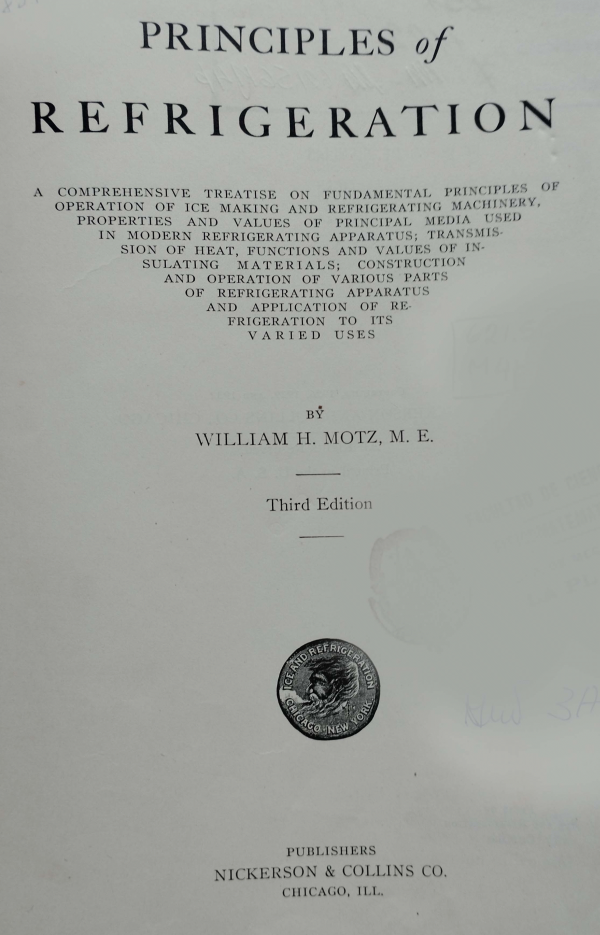 PRINCIPLES of
REFRIGERATION
A COMPREHENSIVE TREATISE ON FUNDAMENTAL PRINCIPLES OF
OPERATION OF ICE MAKING AND REFRIGERATING MACHINERY,
PROPERTIES AND VALUES OF PRINCIPAL MEDIA USED
IN MODERN REFRIGERATING APPARATUS; TRANSMIS-
SION OF HEAT, FUNCTIONS AND VALUES OF IN-
SULATING MATERIALS; CONSTRUCTION
AND OPERATION OF VARIOUS PARTS
OF REFRIGERATING APPARATUS
AND APPLICATION OF RE-
FRIGERATION TO ITS
VARIED USES
BY
WILLIAM H. MOTZ, M. E.
Third Edition
ICE AND REFRIGERATION
CHICAGO-NEW YORK
PUBLISHERS
NICKERSON & COLLINS CO.
CHICAGO, ILL.